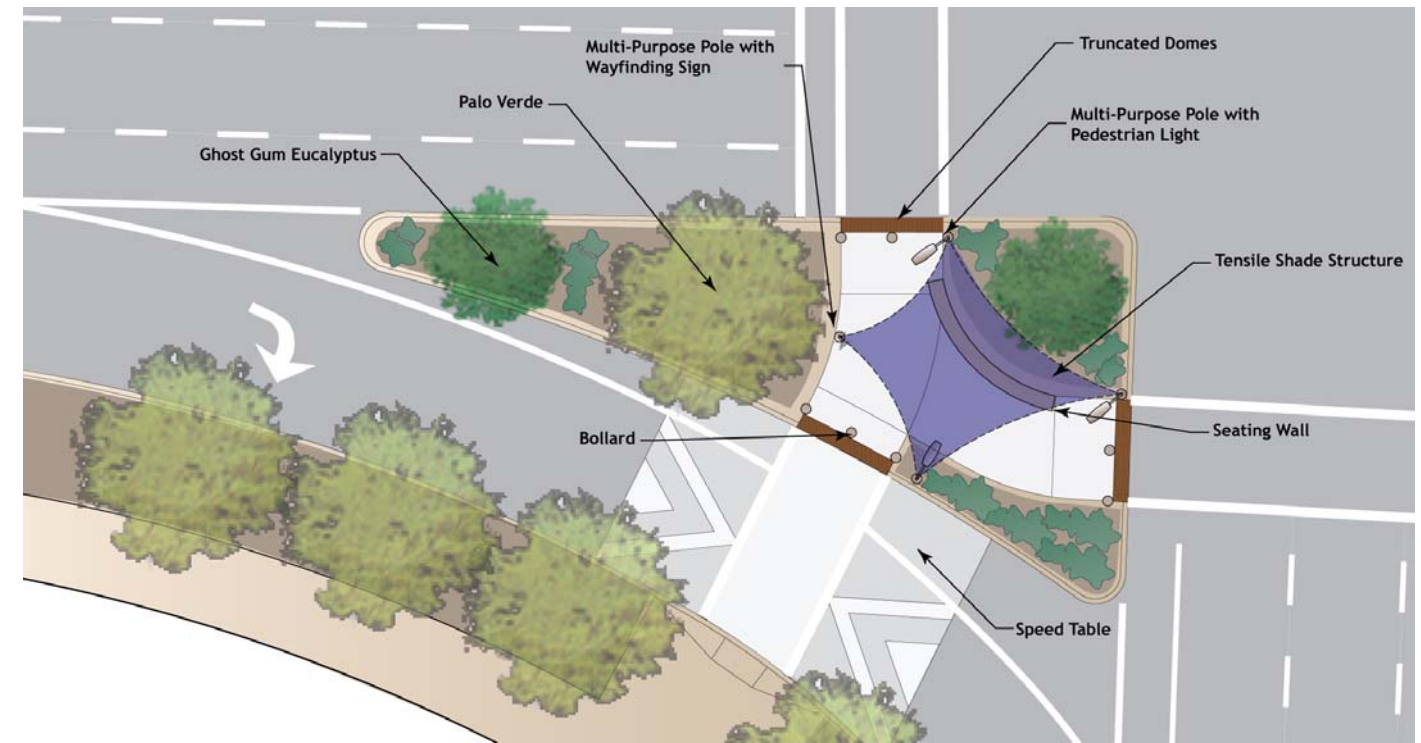 Multi-Purpose Pole with
Wayfinding Sign
Truncated Domes
Palo Verde
Multi-Purpose Pole with
Pedestrian Light
Ghost Gum Eucalyptus
Tensile Shade Structure
Bollard
Seating Wall
Speed Table